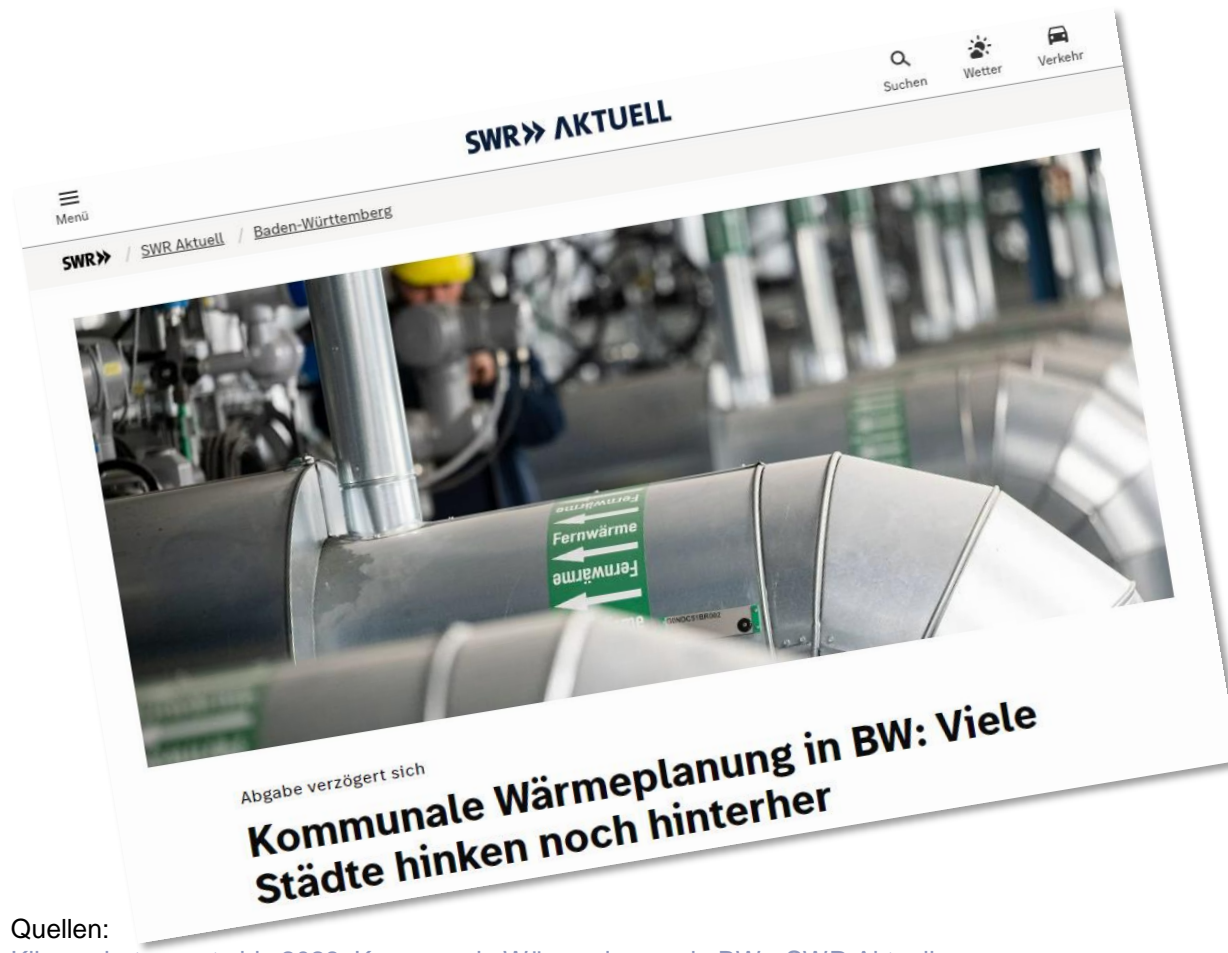 Suchen
Wetter
Verkehr
SWR» AKTUELL
Menü
SWR» / SWR Aktuell / Baden-Württemberg
Fernwärme
Fernwärme
Fernwärme
Abgabe verzögert sich
Kommunale Wärmeplanung in BW: Viele
Städte hinken noch hinterher
Quellen: